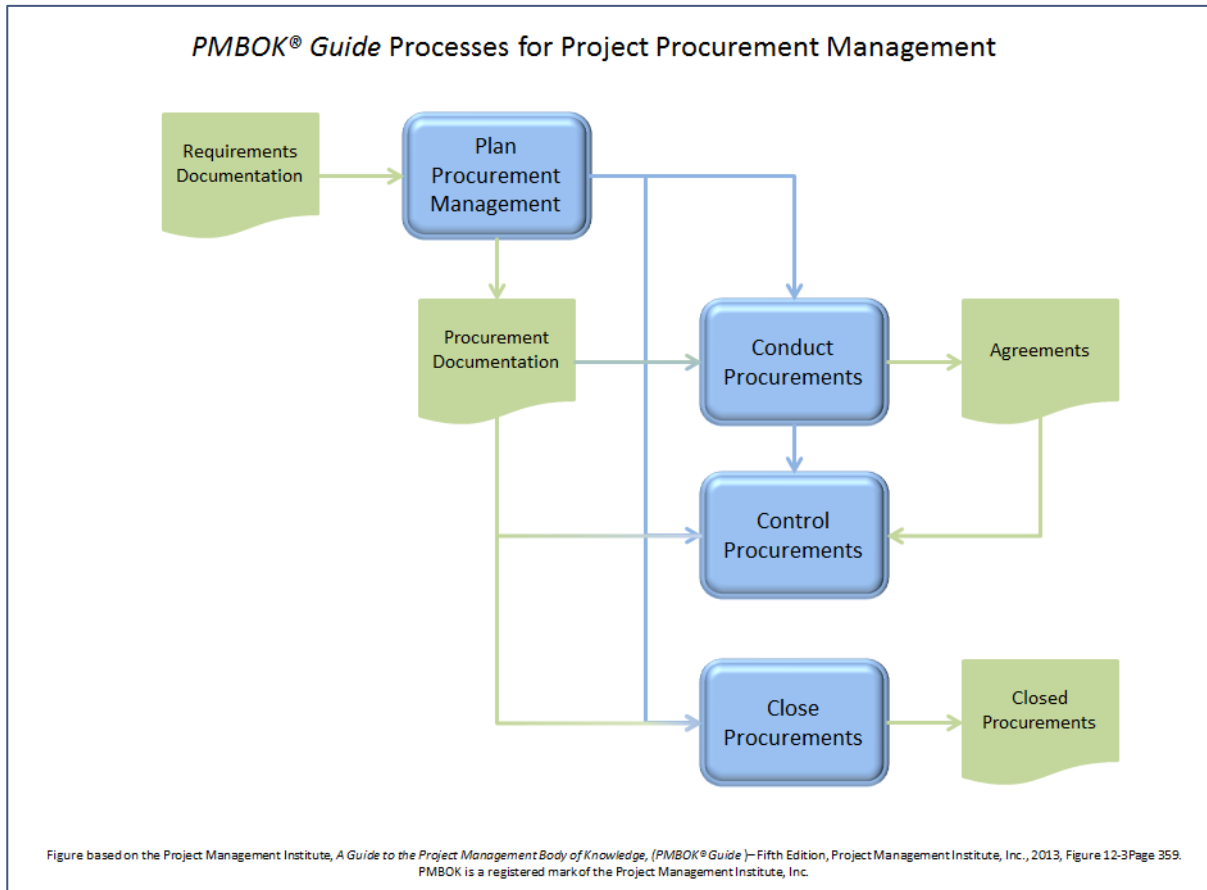 PMBOK® Guide Processes for Project Procurement Management
Requirements
Documentation
Plan
Procurement
Management
Procurement
Documentation
Conduct
Procurements
Agreements
Control
Procurements
Close
Procurements
Closed
Procurements
Figure based on the Project Management Institute, A Guide to the Project Management Body of Knowledge, (PMBOK® Guide )–Fifth Edition, Project Management Institute, Inc., 2013, Figure 12-3Page 359.
PMBOK is a registered mark of the Project Management Institute, Inc.